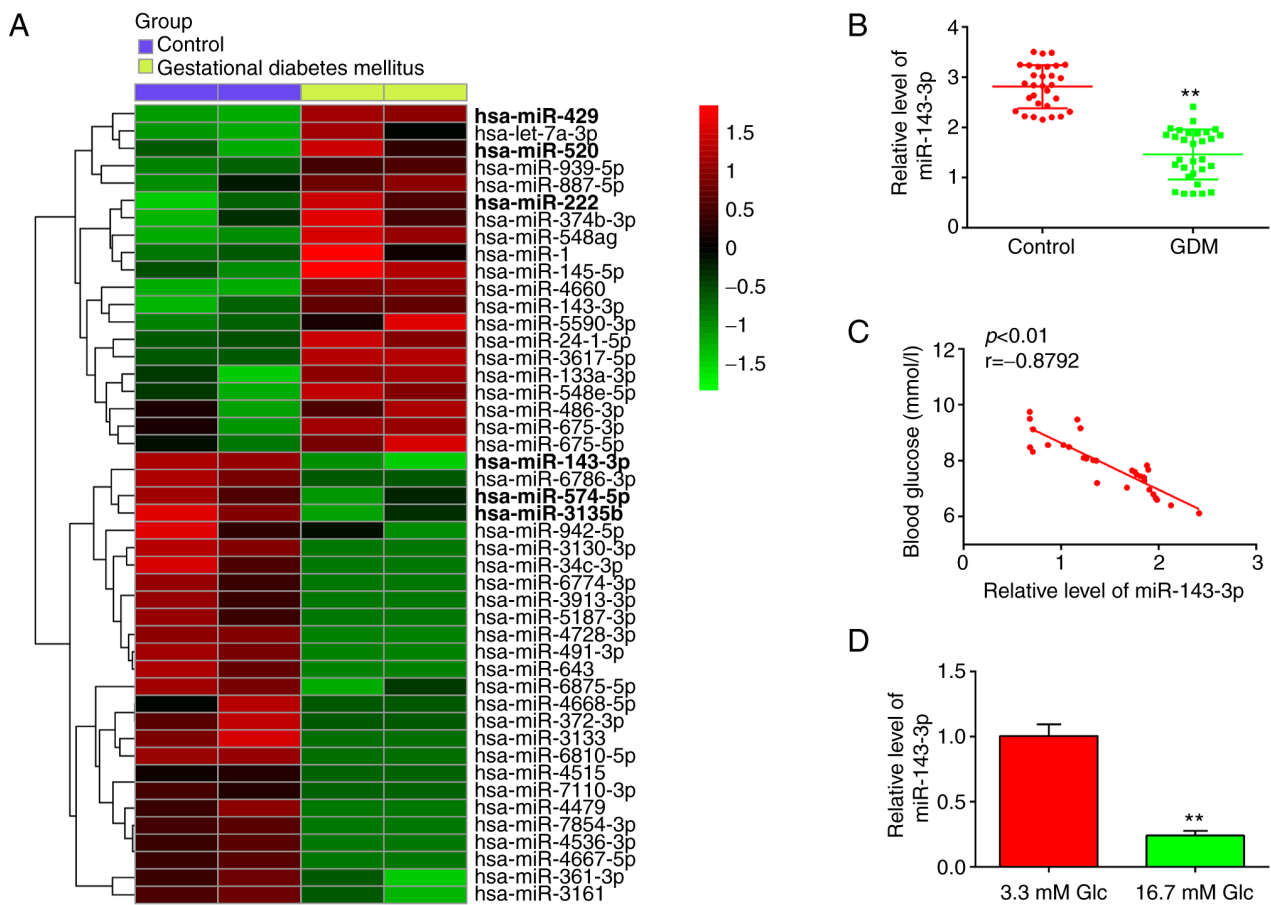 A
Group
Control
Gestational diabetes mellitus
hsa-miR-429
hsa-let-7a-3p
hsa-miR-520
hsa-miR-939-5p
hsa-miR-887-5p
hsa-miR-222
hsa-miR-374b-3p
hsa-miR-548ag
hsa-miR-1
hsa-miR-145-5p
hsa-miR-4660
hsa-miR-143-3p
hsa-miR-5590-3p
hsa-miR-24-1-5p
hsa-miR-3617-5p
hsa-miR-133a-3p
hsa-miR-548e-5p
hsa-miR-486-3p
hsa-miR-675-3p
hsa-miR-675-5p
hsa-miR-143-3p
hsa-miR-6786-3p
hsa-miR-574-5p
hsa-miR-3135b
hsa-miR-942-5p
hsa-miR-3130-3p
hsa-miR-34c-3p
hsa-miR-6774-3p
hsa-miR-3913-3p
hsa-miR-5187-3p
hsa-miR-4728-3p
hsa-miR-491-3p
hsa-miR-643
hsa-miR-6875-5p
hsa-miR-4668-5p
hsa-miR-372-3p
hsa-miR-3133
hsa-miR-6810-5p
hsa-miR-4515
hsa-miR-7110-3p
hsa-miR-4479
hsa-miR-7854-3p
hsa-miR-4536-3p
hsa-miR-4667-5p
hsa-miR-361-3p
hsa-miR-3161
1.5
1
0.5
0
−0.5
−1
−1.5
B
Relative level of
miR-143-3p
4
3
2
1
0
**
Control
GDM
C
p<0.01
r=−0.8792
Blood glucose (mmol/l)
12
10
8
6
0
1
2
3
Relative level of miR-143-3p
D
Relative level of
miR-143-3p
1.5
1.0
0.5
0.0
**
3.3 mM Glc
16.7 mM Glc